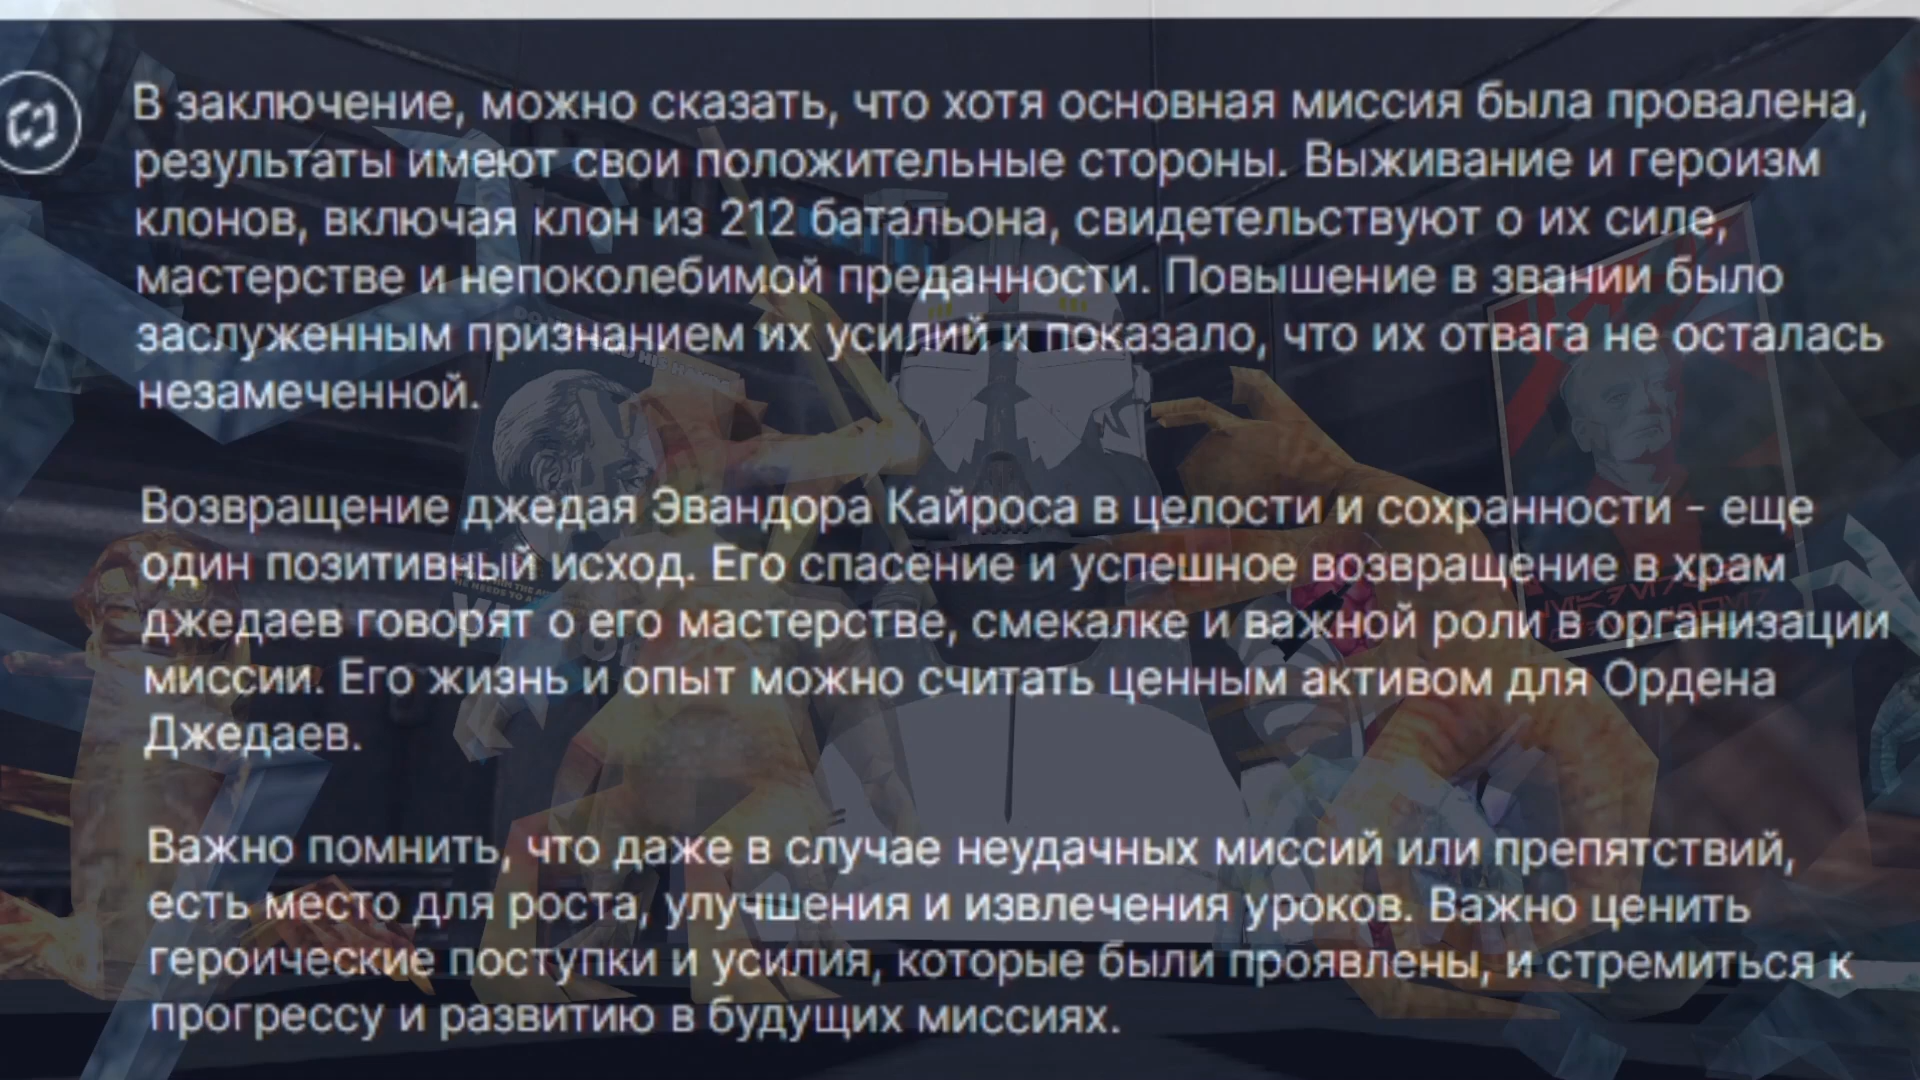 В заключение, можно сказать, что хотя основная миссия была провалена,
результаты имеют свои положительные стороны. Выживание и героизм
клонов, включая клон из 212 батальона, свидетельствуют о их силе,
мастерстве и непоколебимой преданности. Повышение в звании было
заслуженным признанием их усилий и показало, что их отвага не осталась
незамеченной.
Возвращение джедая Эвандора Кайроса в целости и сохранности - еще
один позитивный исход. Его спасение и успешное возвращение в храм
джедаев говорят о его мастерстве, смекалке и важной роли в организации
миссии. Его жизнь и опыт можно считать ценным активом для Ордена
Джедаев.
Важно помнить, что даже в случае неудачных миссий или препятствий,
есть место для роста, улучшения и извлечения уроков. Важно ценить
героические поступки и усилия, которые были проявлены, и стремиться к
прогрессу и развитию в будущих миссиях.